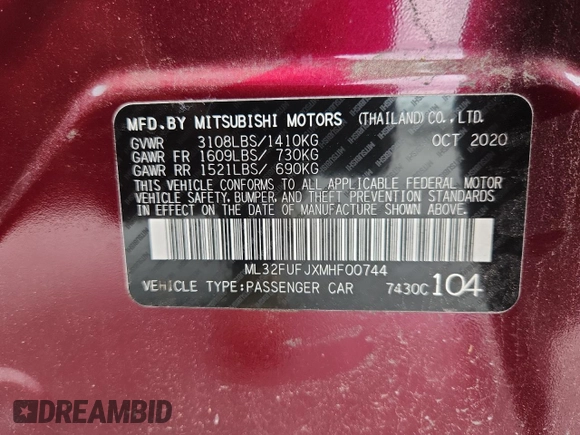 MFD.BY MITSUBISHI MOTORS (THAILAND) CO., LTD.
GVWR 3108LBS/1410KG OCT 2020
GAWR FR 1609LBS/ 730KG
GAWR RR 1521LBS/ 690KG
THIS VEHICLE CONFORMS TO ALL APPLICABLE FEDERAL MOTOR
VEHICLE SAFETY, BUMPER, AND THEFT PREVENTION STANDARDS
IN EFFECT ON THE DATE OF MANUFACTURE SHOWN ABOVE.
ML32FUFJXMHF00744
VEHICLE TYPE:PASSENGER CAR 7430C 104
DREAMBID